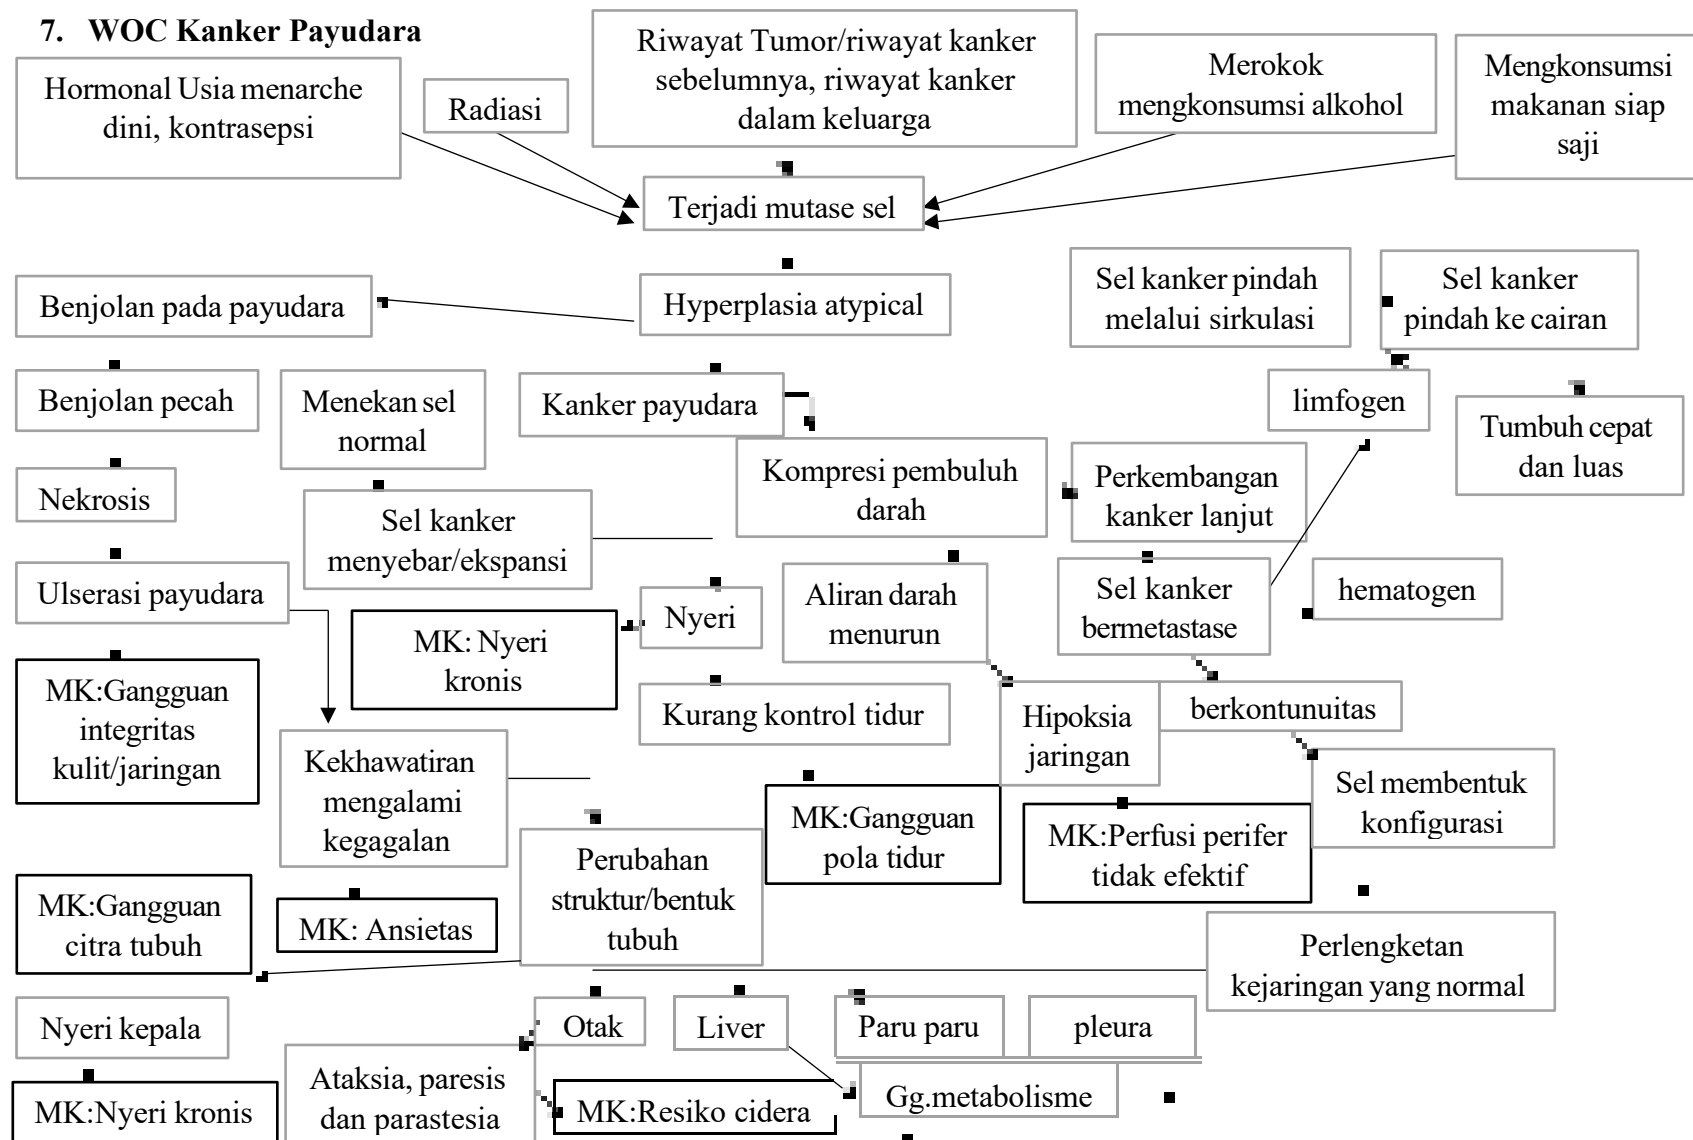 7. WOC Kanker Payudara
Hormonal Usia menarche
dini, kontrasepsi
Radiasi
Riwayat Tumor/riwayat kanker
sebelumnya, riwayat kanker
dalam keluarga
Merokok
mengkonsumsi alkohol
Mengkonsumsi
makanan siap
saji
Terjadi mutase sel
Benjolan pada payudara
Hyperplasia atypical
Sel kanker pindah
melalui sirkulasi
Sel kanker
pindah ke cairan
Benjolan pecah
Menekan sel
normal
Kanker payudara
limfogen
Tumbuh cepat
dan luas
Kompresi pembuluh
darah
Perkembangan
kanker lanjut
Nekrosis
Sel kanker
menyebar/ekspansi
Ulserasi payudara
Nyeri
Aliran darah
menurun
Sel kanker
bermetastase
hematogen
MK: Nyeri
kronis
MK:Gangguan
integritas
kulit/jaringan
Kurang kontrol tidur
Hipoksia
jaringan
berkontunuitas
Kekhawatiran
mengalami
kegagalan
Sel membentuk
konfigurasi
MK:Gangguan
pola tidur
MK:Perfusi perifer
tidak efektif
Perubahan
struktur/bentuk
tubuh
MK:Gangguan
citra tubuh
MK: Ansietas
Perlengketan
kejaringan yang normal
Nyeri kepala
Otak
Liver
Paru paru
pleura
Ataksia, paresis
dan parastesia
MK:Nyeri kronis
MK:Resiko cidera
Gg.metabolisme